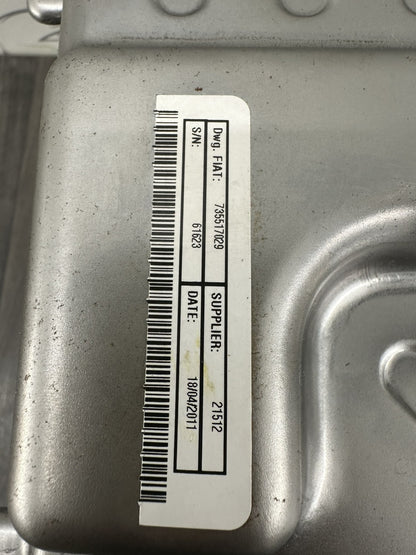 Dwg. FIAT: 735517029 SUPPLIER: 21512
S/N: 61623 DATE: 18/04/2011